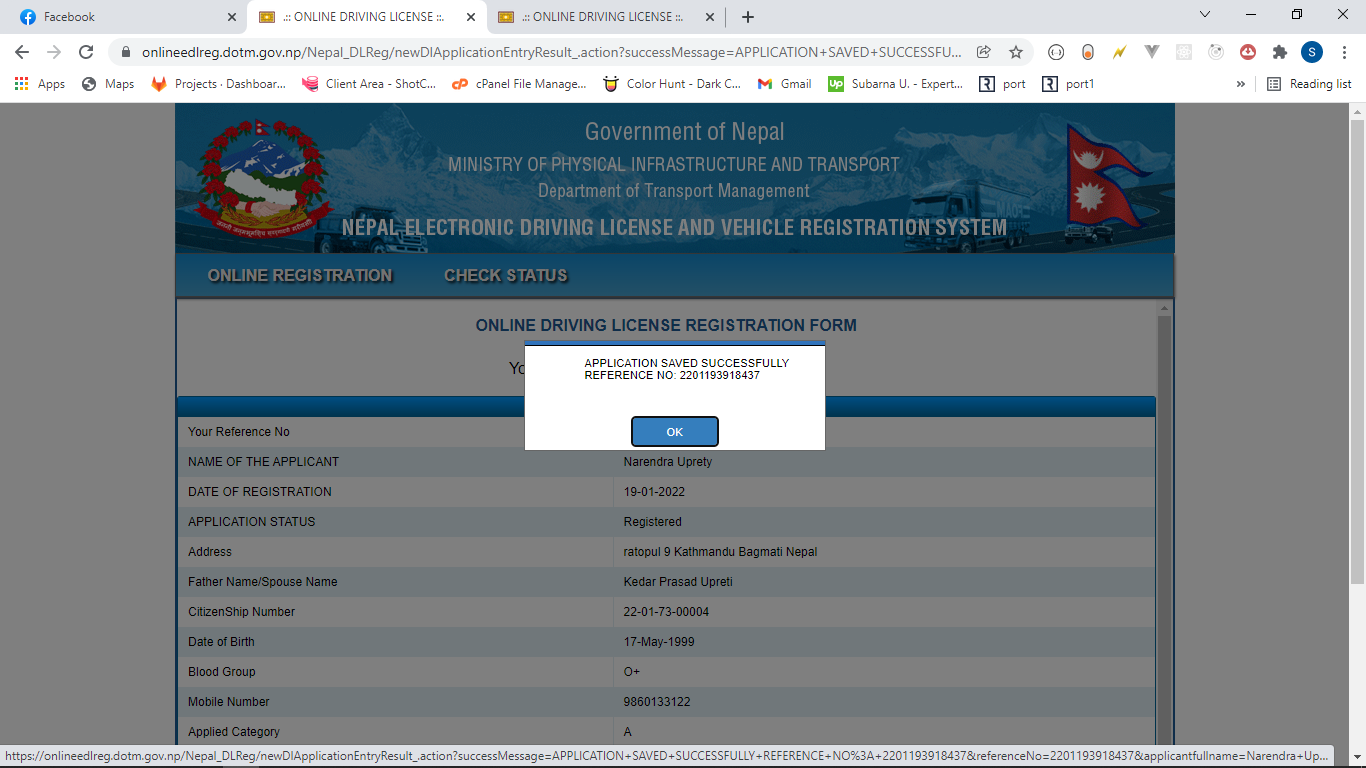 Facebook
.:: ONLINE DRIVING LICENSE ::.
.:: ONLINE DRIVING LICENSE ::.
onlineedlreg.dotm.gov.np/Nepal_DLReg/newDlApplicationEntryResult_.action?successMessage=APPLICATION+SAVED+SUCCESSFU...
S
Apps
Maps
Projects · Dashboar...
Client Area - ShotC...
cPanel File Manage...
Color Hunt - Dark C...
Gmail
Subarna U. - Expert...
port
port1
»
Reading list
Government of Nepal
MINISTRY OF PHYSICAL INFRASTRUCTURE AND TRANSPORT
Department of Transport Management
NEPAL ELECTRONIC DRIVING LICENSE AND VEHICLE REGISTRATION SYSTEM
ONLINE REGISTRATION
CHECK STATUS
ONLINE DRIVING LICENSE REGISTRATION FORM
APPLICATION SAVED SUCCESSFULLY
REFERENCE NO: 2201193918437
OK
Your Reference No
NAME OF THE APPLICANT Narendra Uprety
DATE OF REGISTRATION 19-01-2022
APPLICATION STATUS Registered
Address ratopul 9 Kathmandu Bagmati Nepal
Father Name/Spouse Name Kedar Prasad Upreti
CitizenShip Number 22-01-73-00004
Date of Birth 17-May-1999
Blood Group O+
Mobile Number 9860133122
Applied Category A
https://onlineedlreg.dotm.gov.np/Nepal_DLReg/newDlApplicationEntryResult_.action?successMessage=APPLICATION+SAVED+SUCCESSFULLY+REFERENCE+NO%3A+2201193918437&referenceNo=2201193918437&applicantfullname=Narendra+Up...